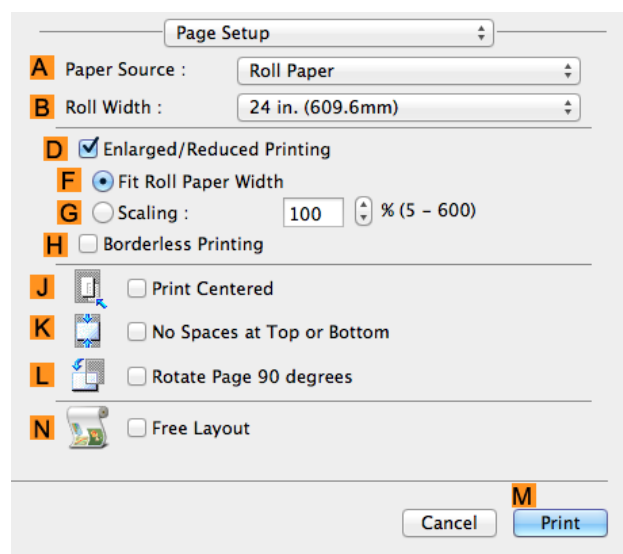 Page Setup
A Paper Source : Roll Paper
B Roll Width : 24 in. (609.6mm)
D Enlarged/Reduced Printing
F Fit Roll Paper Width
G Scaling : 100 % (5 - 600)
H Borderless Printing
J Print Centered
K No Spaces at Top or Bottom
L Rotate Page 90 degrees
N Free Layout
M
Cancel Print